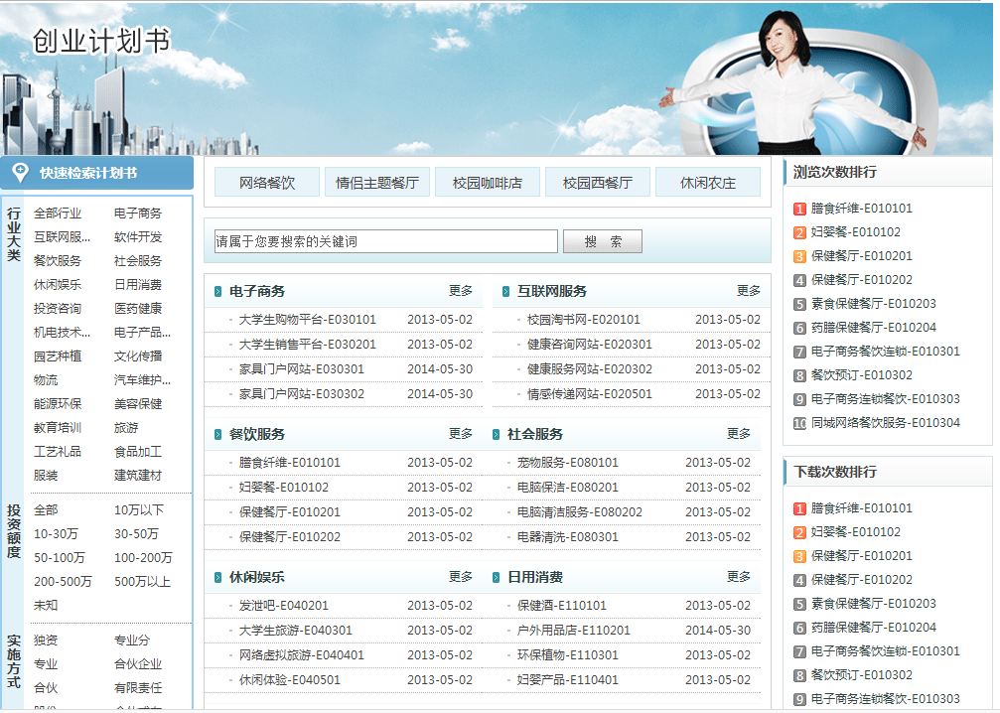 创业计划书
快速检索计划书
行业大类
全部行业 电子商务
互联网服... 软件开发
餐饮服务 社会服务
休闲娱乐 日用消费
投资咨询 医药健康
机电技术... 电子产品...
园艺种植 文化传播
物流 汽车维护...
能源环保 美容保健
教育培训 旅游
工艺礼品 食品加工
服装 建筑建材
投资额度
全部 10万以下
10-30万 30-50万
50-100万 100-200万
200-500万 500万以上
未知
实施方式
独资 专业分
专业 合伙企业
合伙 有限责任
网络餐饮 情侣主题餐厅 校园咖啡店 校园西餐厅 休闲农庄
请属于您要搜索的关键词 搜 索
电子商务 更多
- 大学生购物平台-E030101 2013-05-02
- 大学生销售平台-E030201 2013-05-02
- 家具门户网站-E030301 2014-05-30
- 家具门户网站-E030302 2014-05-30
互联网服务 更多
- 校园淘书网-E020101 2013-05-02
- 健康咨询网站-E020301 2013-05-02
- 健康服务网站-E020302 2013-05-02
- 情感传递网站-E020501 2013-05-02
餐饮服务 更多
- 膳食纤维-E010101 2013-05-02
- 妇婴餐-E010102 2013-05-02
- 保健餐厅-E010201 2013-05-02
- 保健餐厅-E010202 2013-05-02
社会服务 更多
- 宠物服务-E080101 2013-05-02
- 电脑保洁-E080201 2013-05-02
- 电脑清洁服务-E080202 2013-05-02
- 电器清洗-E080301 2013-05-02
休闲娱乐 更多
- 发泄吧-E040201 2013-05-02
- 大学生旅游-E040301 2013-05-02
- 网络虚拟旅游-E040401 2013-05-02
- 休闲体验-E040501 2013-05-02
日用消费 更多
- 保健酒-E110101 2013-05-02
- 户外用品店-E110201 2014-05-30
- 环保植物-E110301 2013-05-02
- 妇婴产品-E110401 2013-05-02
浏览次数排行
1 膳食纤维-E010101
2 妇婴餐-E010102
3 保健餐厅-E010201
4 保健餐厅-E010202
5 素食保健餐厅-E010203
6 药膳保健餐厅-E010204
7 电子商务餐饮连锁-E010301
8 餐饮预订-E010302
9 电子商务连锁餐饮-E010303
10 同城网络餐饮服务-E010304
下载次数排行
1 膳食纤维-E010101
2 妇婴餐-E010102
3 保健餐厅-E010201
4 保健餐厅-E010202
5 素食保健餐厅-E010203
6 药膳保健餐厅-E010204
7 电子商务餐饮连锁-E010301
8 餐饮预订-E010302
9 电子商务连锁餐饮-E010303